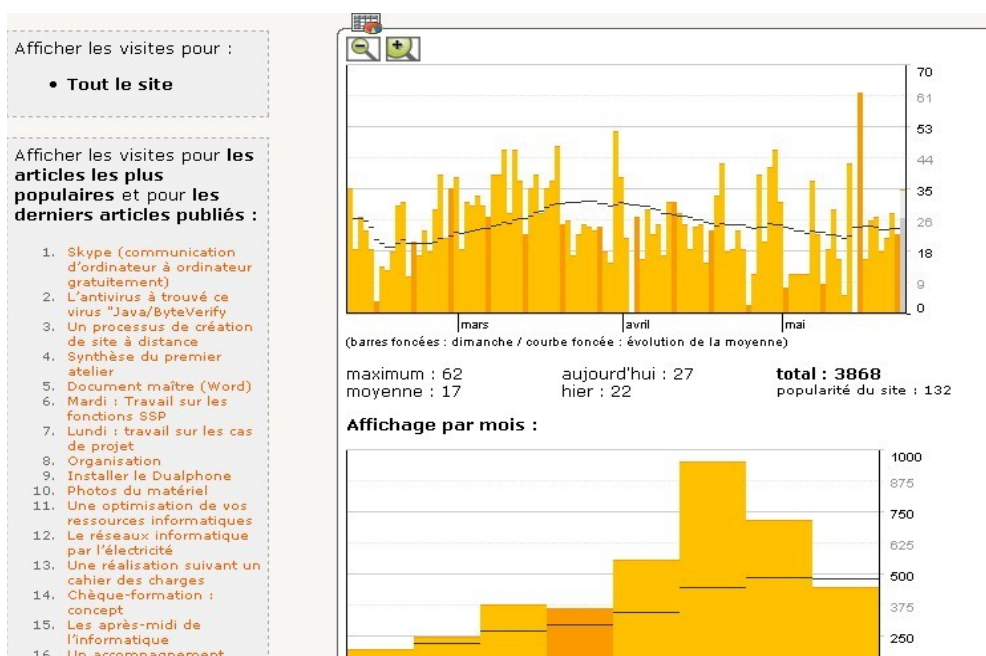 Afficher les visites pour :
• Tout le site
Afficher les visites pour les
articles les plus
populaires et pour les
derniers articles publiés :
1. Skype (communication
d'ordinateur à ordinateur
gratuitement)
2. L'antivirus à trouvé ce
virus "Java/ByteVerify
3. Un processus de création
de site à distance
4. Synthèse du premier
atelier
5. Document maître (Word)
6. Mardi : Travail sur les
fonctions SSP
7. Lundi : travail sur les cas
de projet
8. Organisation
9. Installer le Dualphone
10. Photos du matériel
11. Une optimisation de vos
ressources informatiques
12. Le réseaux informatique
par l'électricité
13. Une réalisation suivant un
cahier des charges
14. Chèque-formation :
concept
15. Les après-midi de
l'informatique
16. Un accompagnement
70
61
53
44
35
26
18
9
0
mars avril mai
(barres foncées : dimanche / courbe foncée : évolution de la moyenne)
maximum : 62 aujourd'hui : 27 total : 3868
moyenne : 17 hier : 22 popularité du site : 132
Affichage par mois :
1000
875
750
625
500
375
250